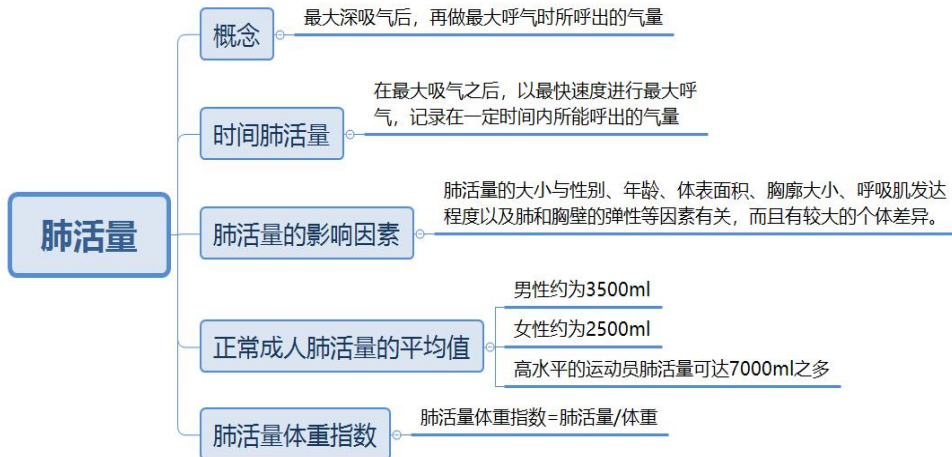 肺活量
概念
最大深吸气后，再做最大呼气时所呼出的气量
时间肺活量
在最大吸气之后，以最快速度进行最大呼
气，记录在一定时间内所能呼出的气量
肺活量的影响因素
肺活量的大小与性别、年龄、体表面积、胸廓大小、呼吸肌发达
程度以及肺和胸壁的弹性等因素有关，而且有较大的个体差异。
正常成人肺活量的平均值
男性约为3500ml
女性约为2500ml
高水平的运动员肺活量可达7000ml之多
肺活量体重指数
肺活量体重指数=肺活量/体重